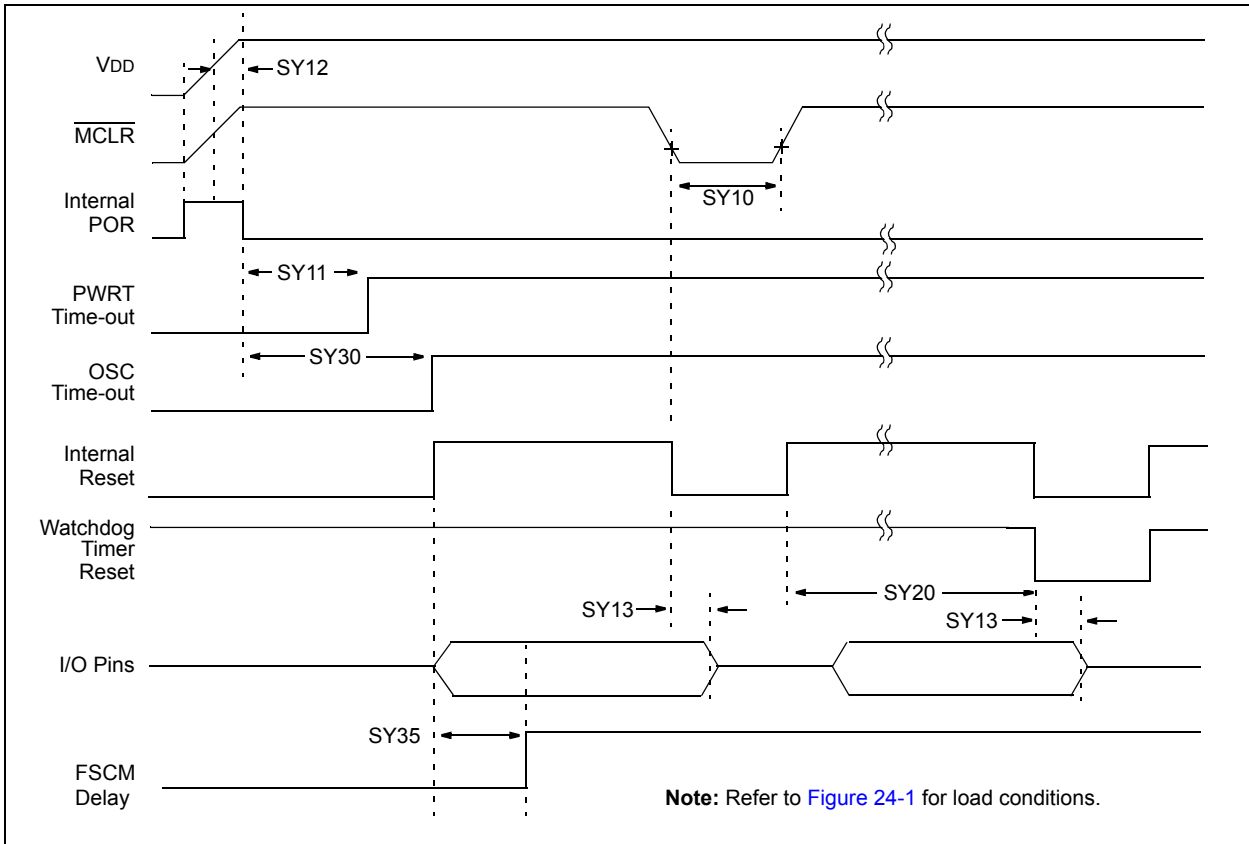 VDD
SY12
MCLR
SY10
Internal
POR
SY11
PWRT
Time-out
SY30
OSC
Time-out
Internal
Reset
Watchdog
Timer
Reset
SY20
SY13
SY13
I/O Pins
SY35
FSCM
Delay
Note: Refer to Figure 24-1 for load conditions.